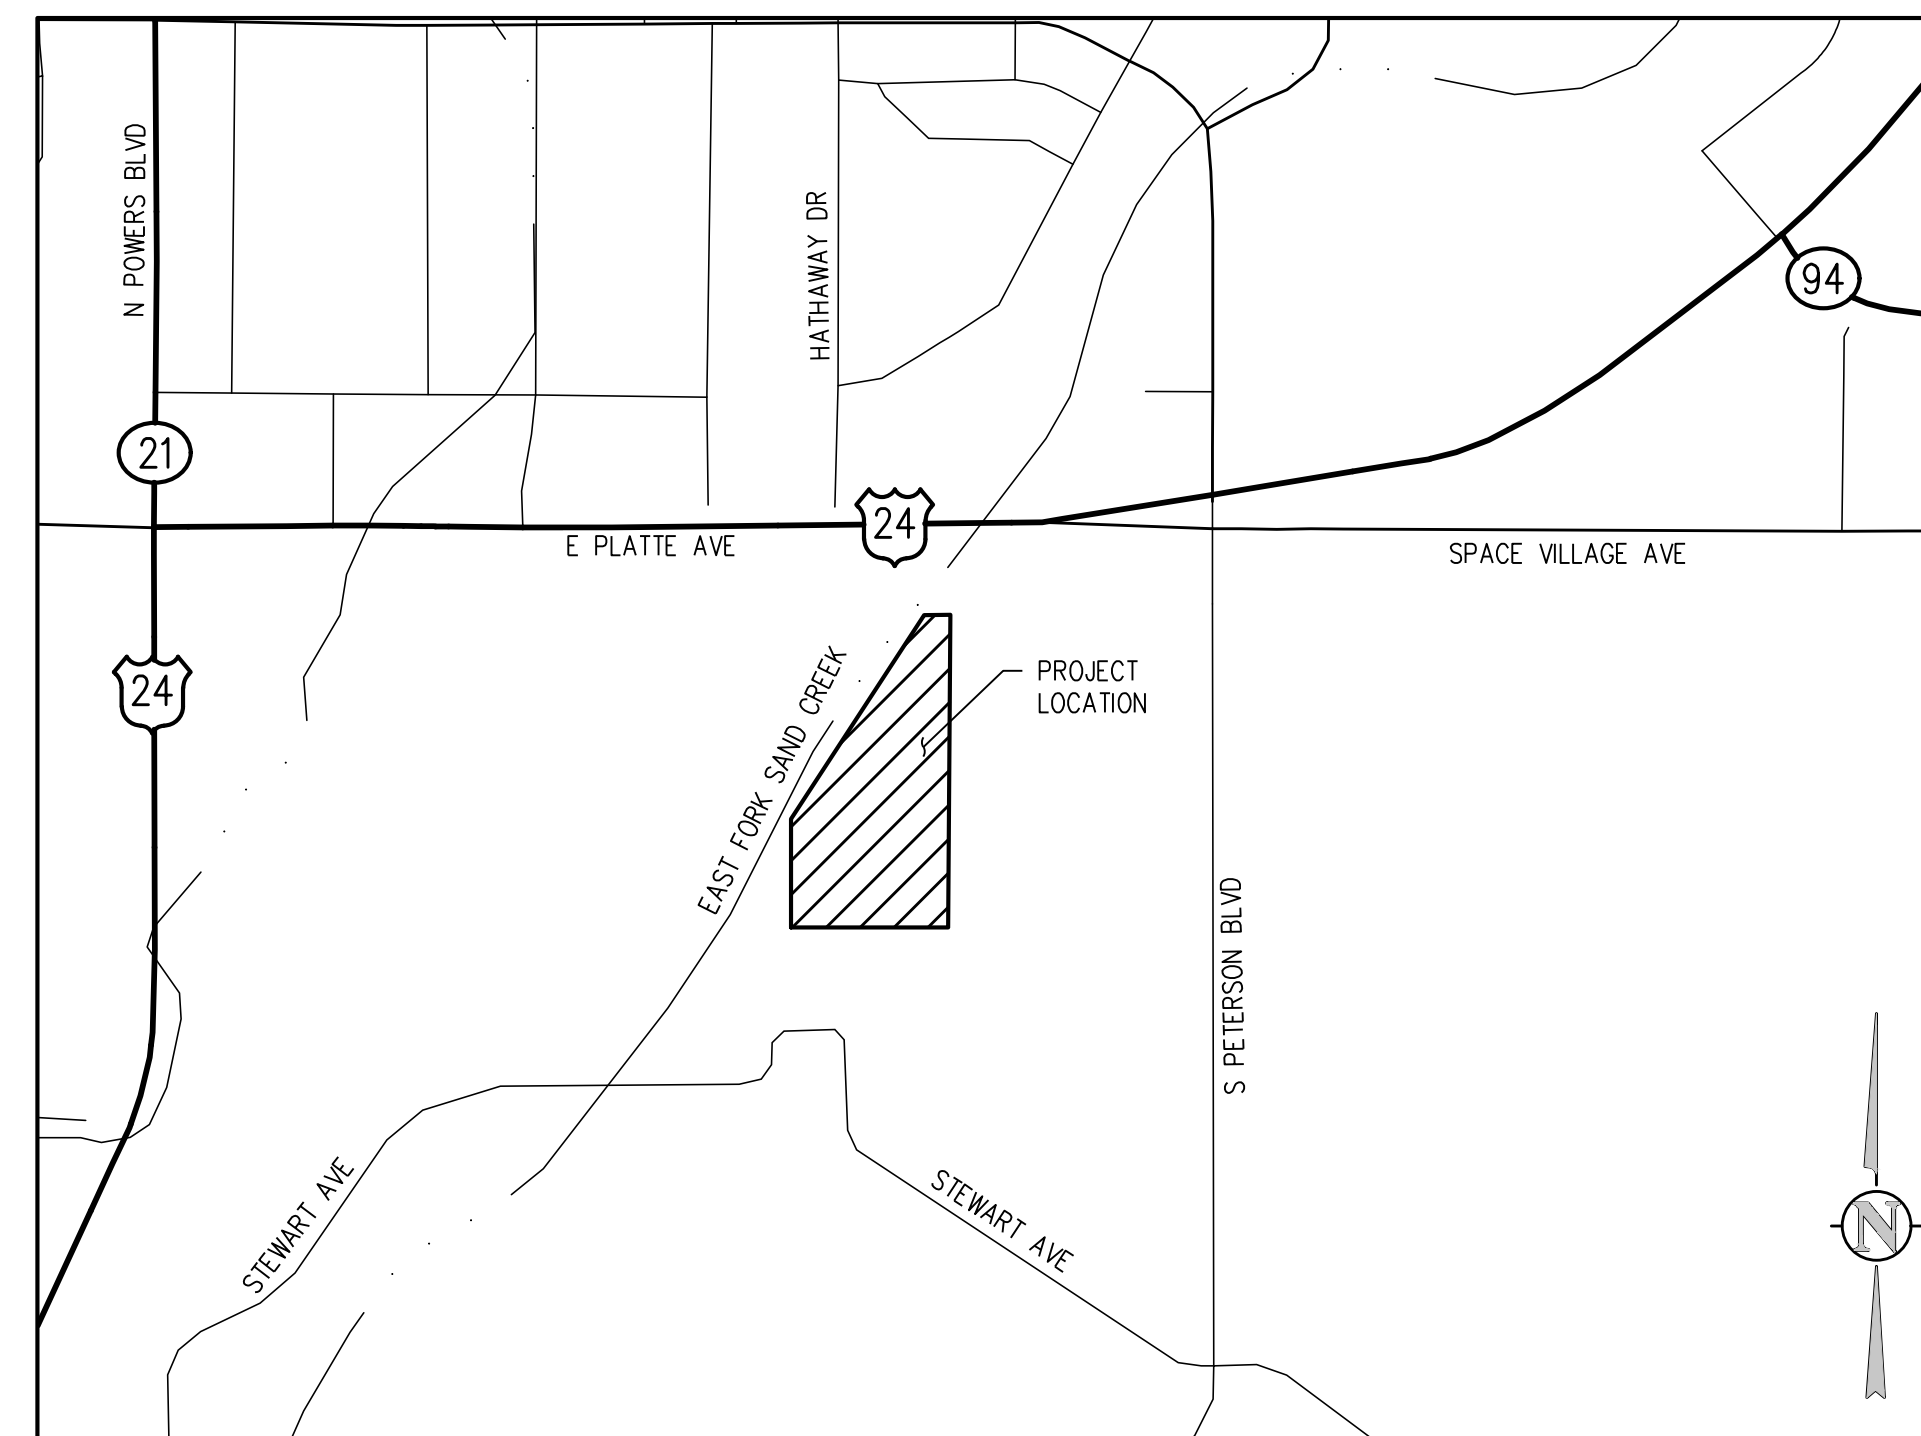 N POWERS BLVD
HATHAWAY DR
94
21
24
E PLATTE AVE
SPACE VILLAGE AVE
24
EAST FORK SAND CREEK
PROJECT
LOCATION
S PETERSON BLVD
STEWART AVE
STEWART AVE
N